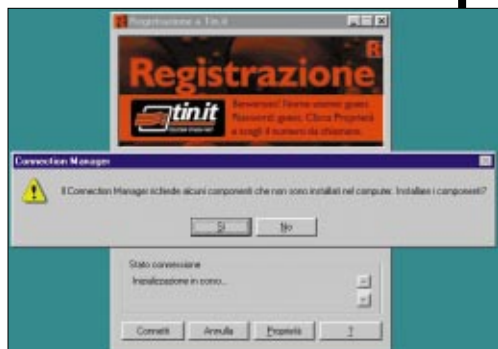 Registrazione a Tin.it
Registrazione
R
tin.it
Benvenuto! Nome utente: guest
Password: guest. Clicca Proprietà
e scegli il numero da chiamare.
Connection Manager
Il Connection Manager richiede alcuni componenti che non sono installati nel computer. Installare i componenti?
Sì
No
Stato connessione
Inizializzazione in corso...
Connetti
Annulla
Proprietà
?